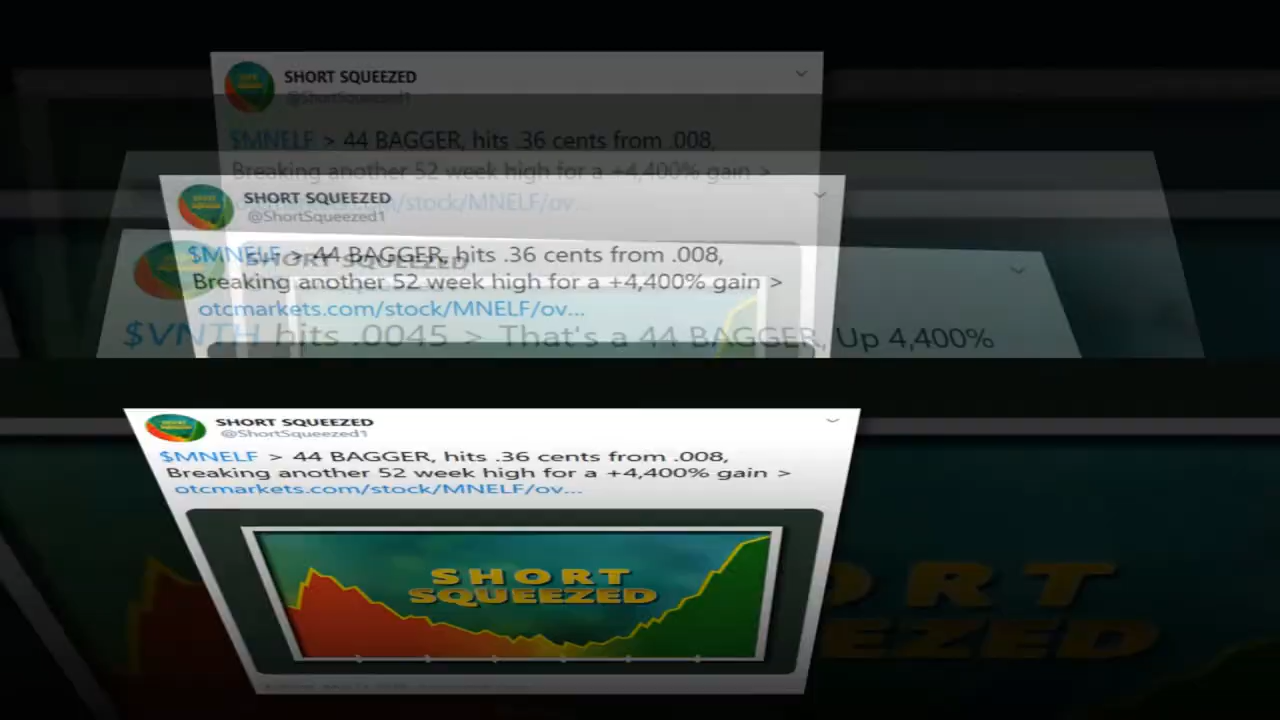 SHORT SQUEEZED
@ShortSqueezed1
$MNELF > 44 BAGGER, hits .36 cents from .008,
Breaking another 52 week high for a +4,400% gain >
/stock/MNELF/ov...
SHORT SQUEEZED
@ShortSqueezed1
$MNELF > 44 BAGGER, hits .36 cents from .008,
Breaking another 52 week high for a +4,400% gain >
otcmarkets.com/stock/MNELF/ov...
SHORT SQUEEZED
$VNTH hits .0045 > That's a 44 BAGGER, Up 4,400%
SHORT SQUEEZED
@ShortSqueezed1
$MNELF > 44 BAGGER, hits .36 cents from .008,
Breaking another 52 week high for a +4,400% gain >
otcmarkets.com/stock/MNELF/ov...
SHORT
SQUEEZED
ORT
EEZED